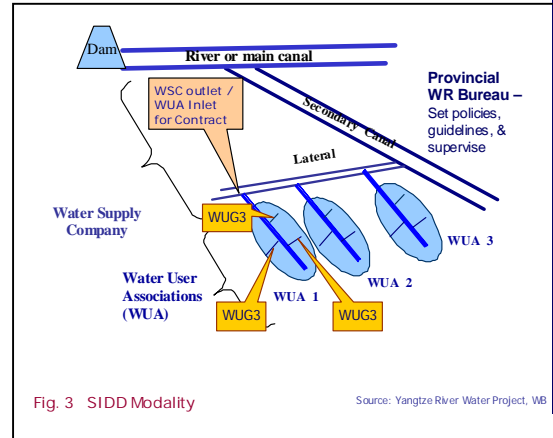 Dam
River or main canal
WSC outlet /
WUA Inlet
for Contract
Provincial
WR Bureau –
Set policies,
guidelines, &
supervise
Secondary Canal
Lateral
Water Supply
Company
WUG3
WUA 3
WUA 2
WUA 1
Water User
Associations
(WUA)
WUG3
WUG3
Fig. 3 SIDD Modality
Source: Yangtze River Water Project, WB